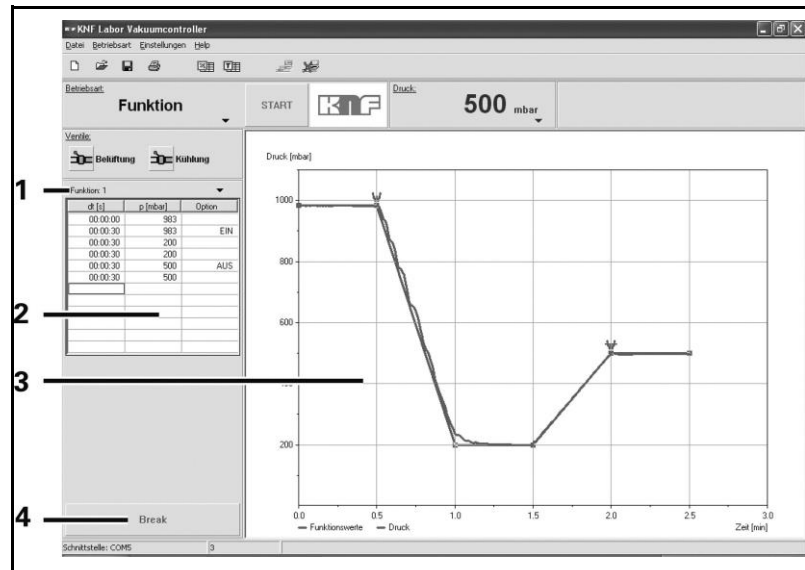 KNF Labor Vakuumcontroller
Datei Betriebsart Einstellungen Help
Betriebsart:
Funktion
START
KNF
Druck:
500 mbar
Ventile:
Belüftung Kühlung
1
Funktion: 1
dt [s] p [mbar] Option
00:00:00 983
00:00:30 983 EIN
00:00:30 200
00:00:30 200
00:00:30 500 AUS
00:00:30 500
2
3
4
Break
Druck [mbar]
1000
800
600
400
200
0.0 0.5 1.0 1.5 2.0 2.5 3.0
Funktionswerte Druck Zeit [min]
Schnittstelle: COM5 3